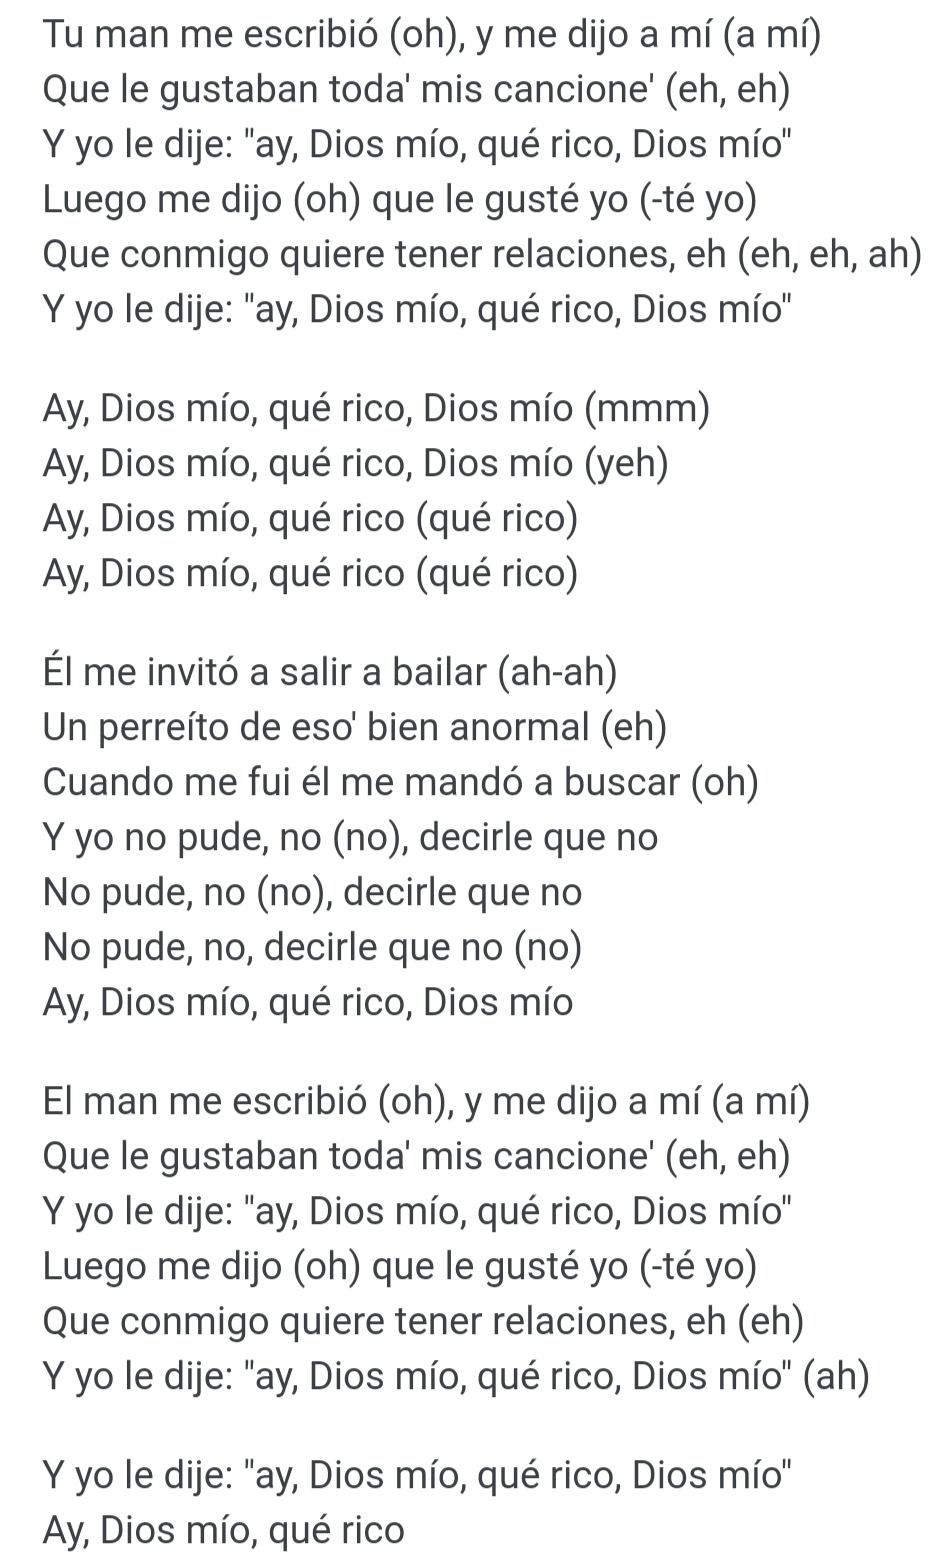 Tu man me escribió (oh), y me dijo a mí (a mí)
Que le gustaban toda' mis cancione' (eh, eh)
Y yo le dije: "ay, Dios mío, qué rico, Dios mío"
Luego me dijo (oh) que le gusté yo (-té yo)
Que conmigo quiere tener relaciones, eh (eh, eh, ah)
Y yo le dije: "ay, Dios mío, qué rico, Dios mío"

Ay, Dios mío, qué rico, Dios mío (mmm)
Ay, Dios mío, qué rico, Dios mío (yeh)
Ay, Dios mío, qué rico (qué rico)
Ay, Dios mío, qué rico (qué rico)

Él me invitó a salir a bailar (ah-ah)
Un perreíto de eso' bien anormal (eh)
Cuando me fui él me mandó a buscar (oh)
Y yo no pude, no (no), decirle que no
No pude, no (no), decirle que no
No pude, no, decirle que no (no)
Ay, Dios mío, qué rico, Dios mío

El man me escribió (oh), y me dijo a mí (a mí)
Que le gustaban toda' mis cancione' (eh, eh)
Y yo le dije: "ay, Dios mío, qué rico, Dios mío"
Luego me dijo (oh) que le gusté yo (-té yo)
Que conmigo quiere tener relaciones, eh (eh)
Y yo le dije: "ay, Dios mío, qué rico, Dios mío" (ah)

Y yo le dije: "ay, Dios mío, qué rico, Dios mío"
Ay, Dios mío, qué rico